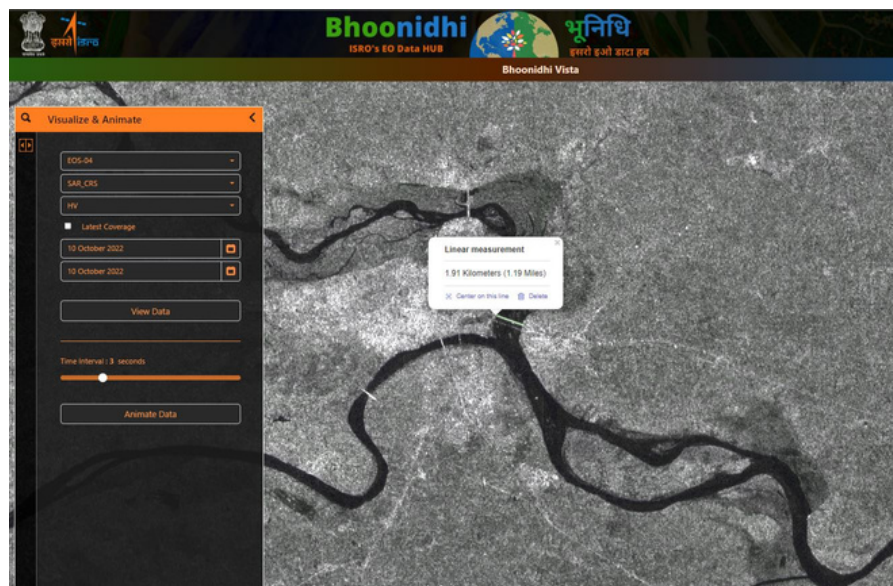 इसरो isro
Bhoonidhi
ISRO's EO Data HUB
भूनिधि
इसरो इओ डाटा हब
Bhoonidhi Vista
Visualize & Animate
EOS-04
SAR_CRS
HV
Latest Coverage
10 October 2022
10 October 2022
View Data
Time Interval : 3 seconds
Animate Data
Linear measurement
1.91 Kilometers (1.19 Miles)
Center on this line Delete